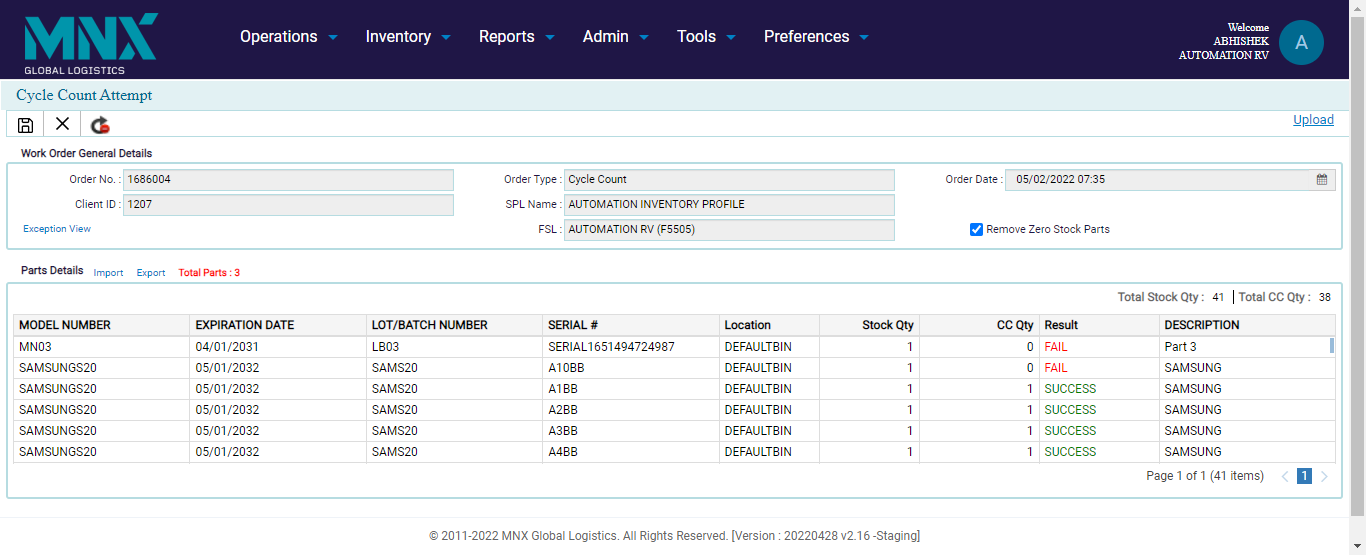 MNX
GLOBAL LOGISTICS
Operations Inventory Reports Admin Tools Preferences
Welcome
ABHISHEK
AUTOMATION RV
A
Cycle Count Attempt
Upload
Work Order General Details
Order No. : 1686004 Order Type : Cycle Count Order Date : 05/02/2022 07:35
Client ID : 1207 SPL Name : AUTOMATION INVENTORY PROFILE
Exception View FSL : AUTOMATION RV (F5505) Remove Zero Stock Parts
Parts Details Import Export Total Parts : 3
Total Stock Qty : 41 Total CC Qty : 38
MODEL NUMBER EXPIRATION DATE LOT/BATCH NUMBER SERIAL # Location Stock Qty CC Qty Result DESCRIPTION
MN03 04/01/2031 LB03 SERIAL1651494724987 DEFAULTBIN 1 0 FAIL Part 3
SAMSUNGS20 05/01/2032 SAMS20 A10BB DEFAULTBIN 1 0 FAIL SAMSUNG
SAMSUNGS20 05/01/2032 SAMS20 A1BB DEFAULTBIN 1 1 SUCCESS SAMSUNG
SAMSUNGS20 05/01/2032 SAMS20 A2BB DEFAULTBIN 1 1 SUCCESS SAMSUNG
SAMSUNGS20 05/01/2032 SAMS20 A3BB DEFAULTBIN 1 1 SUCCESS SAMSUNG
SAMSUNGS20 05/01/2032 SAMS20 A4BB DEFAULTBIN 1 1 SUCCESS SAMSUNG
Page 1 of 1 (41 items) 1
© 2011-2022 MNX Global Logistics. All Rights Reserved. [Version : 20220428 v2.16 -Staging]